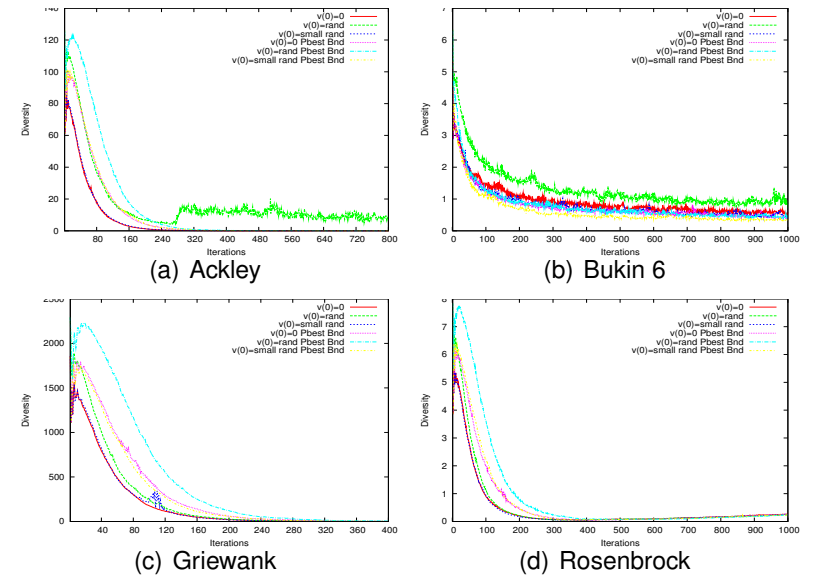 140
120
100
80
60
40
20
0
Diversity
80
160
240
320
400
480
560
640
720
800
Iterations
v(0)=0
v(0)=rand
v(0)=small rand
v(0)=0 Pbest Bnd
v(0)=rand Pbest Bnd
v(0)=small rand Pbest Bnd
(a) Ackley
7
6
5
4
3
2
1
0
Diversity
0
100
200
300
400
500
600
700
800
900
1000
Iterations
v(0)=0
v(0)=rand
v(0)=small rand
v(0)=0 Pbest Bnd
v(0)=rand Pbest Bnd
v(0)=small rand Pbest Bnd
(b) Bukin 6
2500
2000
1500
1000
500
0
Diversity
40
80
120
160
200
240
280
320
360
400
Iterations
v(0)=0
v(0)=rand
v(0)=small rand
v(0)=0 Pbest Bnd
v(0)=rand Pbest Bnd
v(0)=small rand Pbest Bnd
(c) Griewank
8
7
6
5
4
3
2
1
0
Diversity
0
100
200
300
400
500
600
700
800
900
1000
Iterations
v(0)=0
v(0)=rand
v(0)=small rand
v(0)=0 Pbest Bnd
v(0)=rand Pbest Bnd
v(0)=small rand Pbest Bnd
(d) Rosenbrock